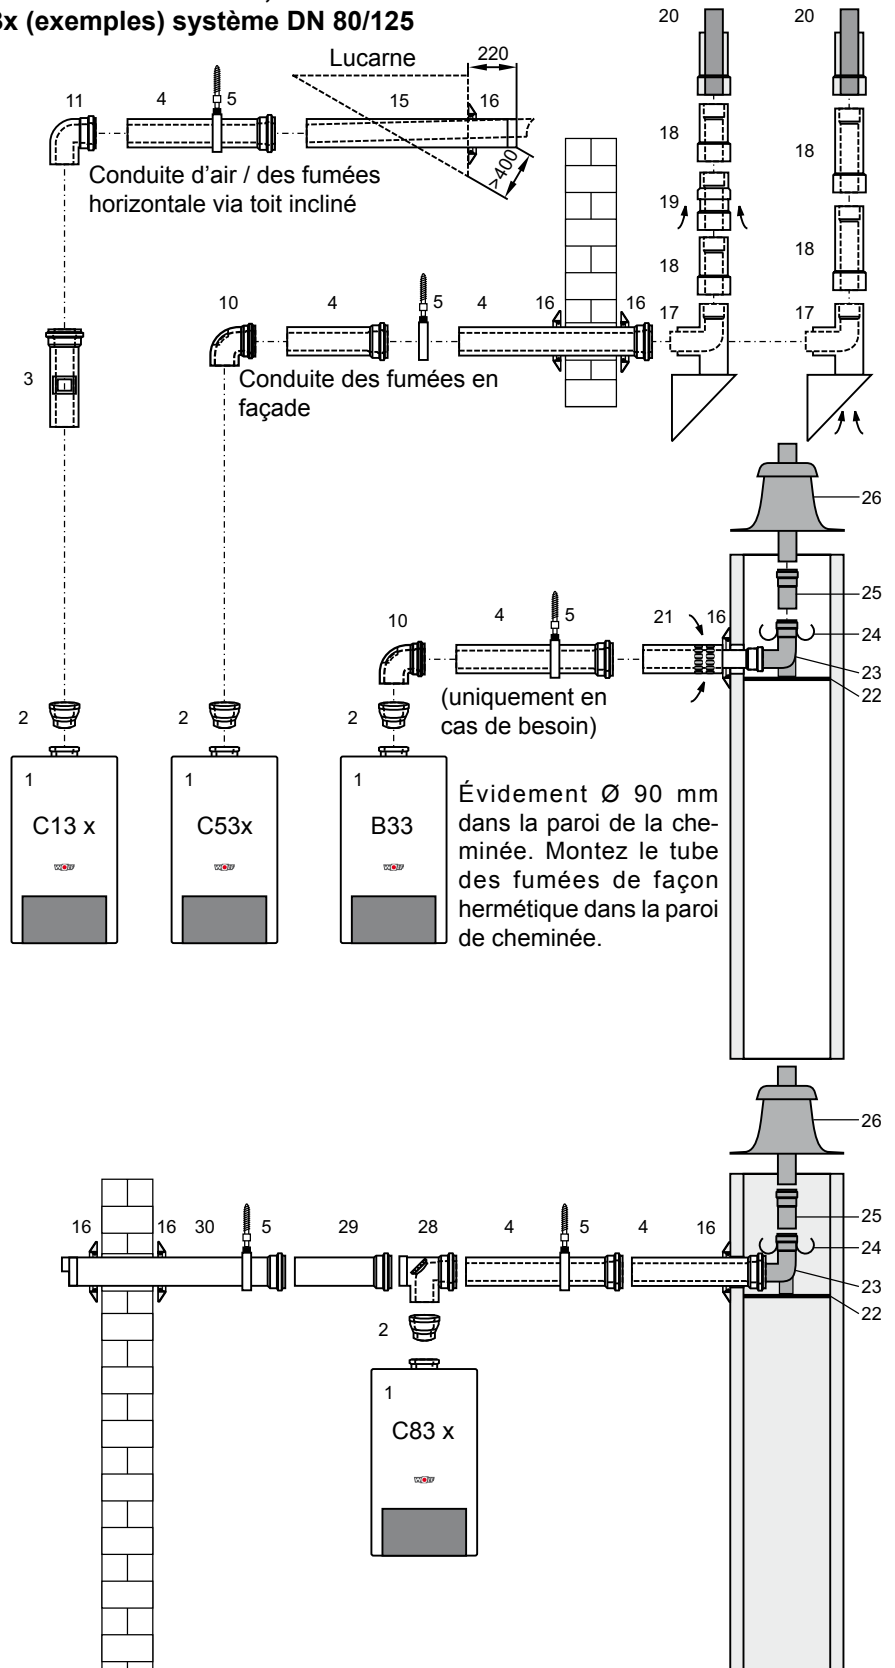 3x (exemples) système DN 80/125
20 20
Lucarne 220
11 4 5 15 16
>400
18 18
Conduite d'air / des fumées
horizontale via toit incliné
19
18 18
10 4 5 4 16 16 17 17
3
Conduite des fumées en
façade
26
25
10 4 5 21 16 24
23
22
2 2 2
(uniquement en
cas de besoin)
1 1 1
C13 x C53x B33
WOLF WOLF WOLF
Évidement Ø 90 mm
dans la paroi de la che-
minée. Montez le tube
des fumées de façon
hermétique dans la paroi
de cheminée.
26
25
16 16 30 5 29 28 4 5 4 16
24
23
22
2
1
C83 x
WOLF